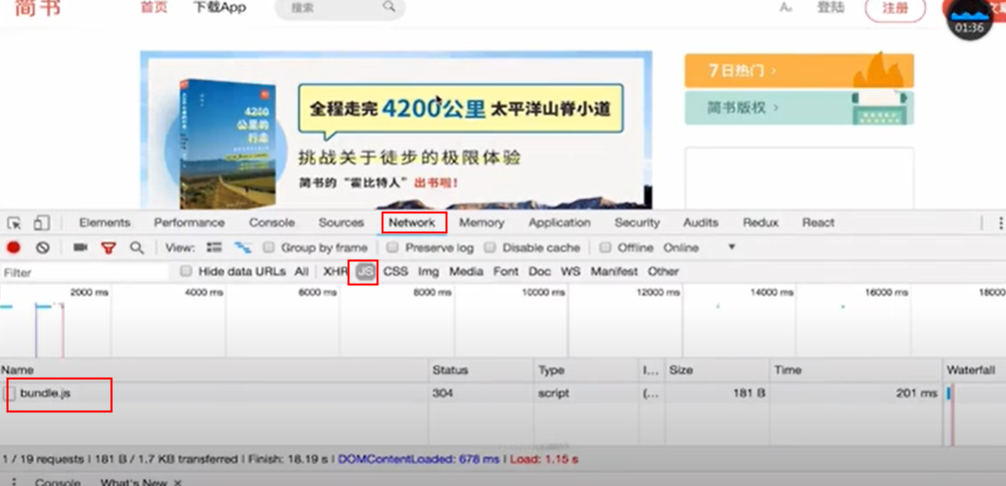 简书 首页 下载App 搜索 Aa 登陆 注册
01:36
4200
公里的
行走
全程走完 4200公里 太平洋山脊小道
挑战关于徒步的极限体验
简书的“霍比特人”出书啦!
7日热门 ›
简书版权 ›
Elements Performance Console Sources Network Memory Application Security Audits Redux React
View: Group by frame Preserve log Disable cache Offline Online
Filter Hide data URLs All XHR JS CSS Img Media Font Doc WS Manifest Other
2000 ms 4000 ms 6000 ms 8000 ms 10000 ms 12000 ms 14000 ms 16000 ms 18000
Name Status Type I... Size Time Waterfall
bundle.js 304 script (... 181 B 201 ms
1 / 19 requests | 181 B / 1.7 KB transferred | Finish: 18.19 s | DOMContentLoaded: 678 ms | Load: 1.15 s
Console What's New ×